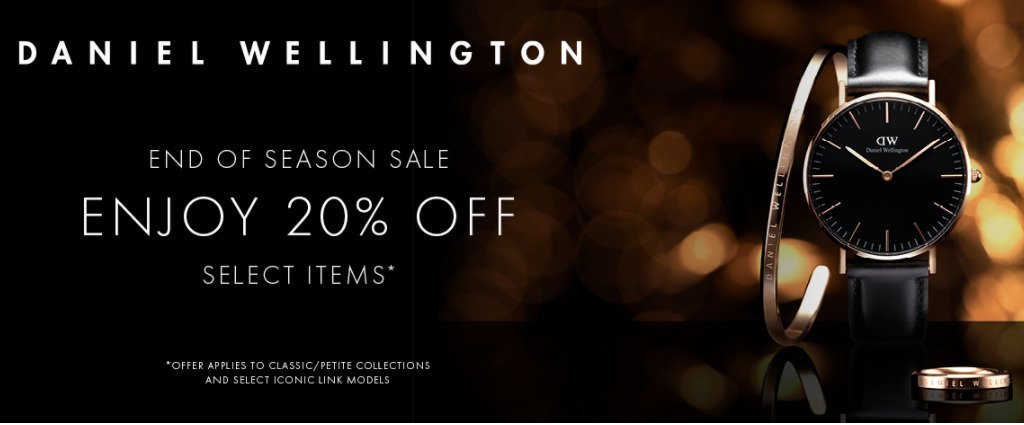 DANIEL WELLINGTON
END OF SEASON SALE
ENJOY 20% OFF
SELECT ITEMS*
*OFFER APPLIES TO CLASSIC/PETITE COLLECTIONS
AND SELECT ICONIC LINK MODELS
DANIEL WELLINGTON
DW
Daniel Wellington
DANIEL WELLIN